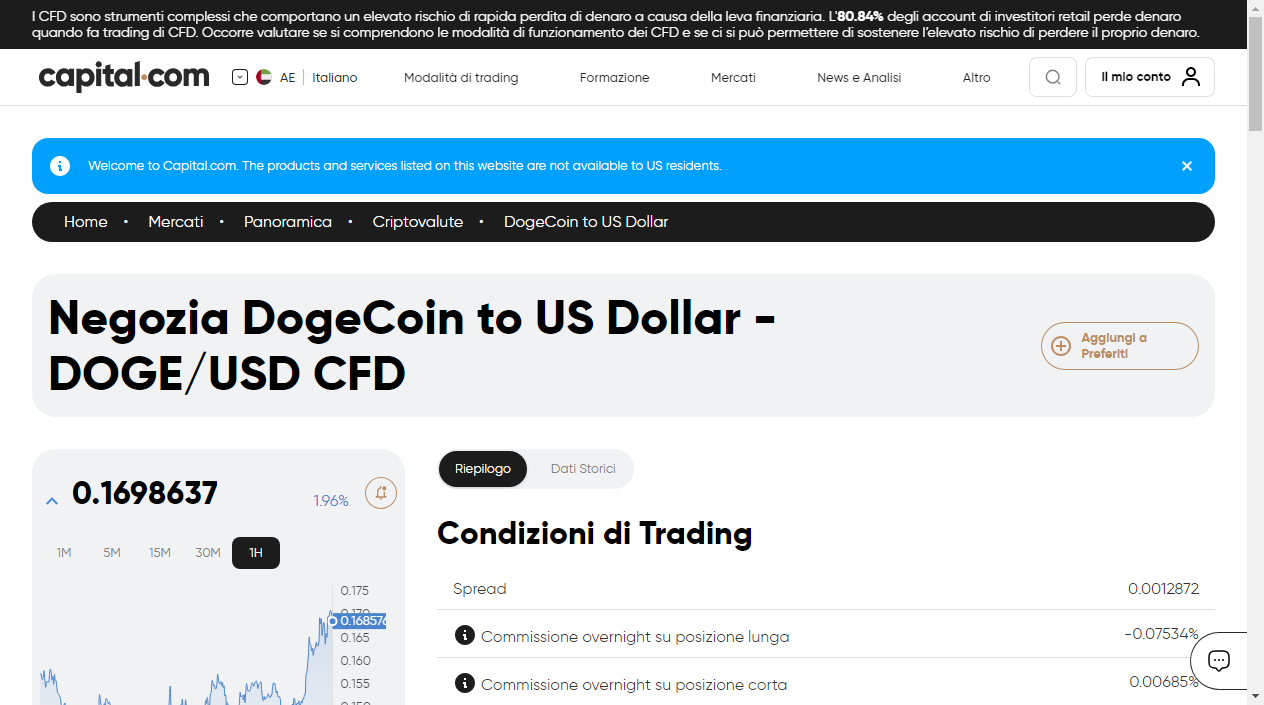 I CFD sono strumenti complessi che comportano un elevato rischio di rapida perdita di denaro a causa della leva finanziaria. L'80.84% degli account di investitori retail perde denaro
quando fa trading di CFD. Occorre valutare se si comprendono le modalità di funzionamento dei CFD e se ci si può permettere di sostenere l'elevato rischio di perdere il proprio denaro.
capital.com AE Italiano Modalità di trading Formazione Mercati News e Analisi Altro Il mio conto
Welcome to Capital.com. The products and services listed on this website are not available to US residents.
Home • Mercati • Panoramica • Criptovalute • DogeCoin to US Dollar
Negozia DogeCoin to US Dollar -
DOGE/USD CFD
Aggiungi a
Preferiti
0.1698637 1.96%
1M 5M 15M 30M 1H
0.175
0.170
0.168576
0.165
0.160
0.155
0.150
Riepilogo Dati Storici
Condizioni di Trading
Spread 0.0012872
Commissione overnight su posizione lunga -0.07534%
Commissione overnight su posizione corta 0.00685%